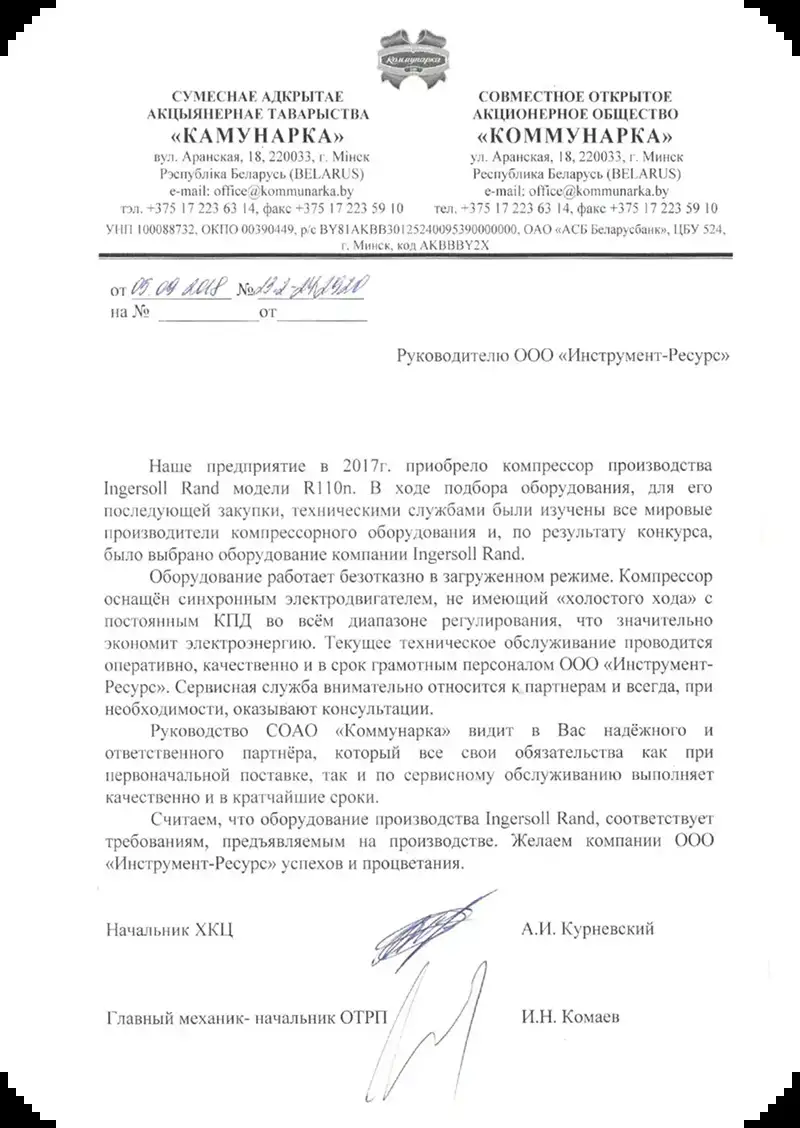 Коммунарка
СУМЕСНАЕ АДКРЫТАЕ
АКЦЫЯНЕРНАЕ ТАВАРЫСТВА
«КАМУНАРКА»
вул. Аранская, 18, 220033, г. Мінск
Рэспубліка Беларусь (BELARUS)
e-mail: office@kommunarka.by
тэл. +375 17 223 63 14, факс +375 17 223 59 10
СОВМЕСТНОЕ ОТКРЫТОЕ
АКЦИОНЕРНОЕ ОБЩЕСТВО
«КОММУНАРКА»
ул. Аранская, 18, 220033, г. Минск
Республика Беларусь (BELARUS)
e-mail: office@kommunarka.by
тел. +375 17 223 63 14, факс +375 17 223 59 10
УНП 100088732, ОКПО 00390449, р/с BY81AKBB30125240095390000000, ОАО «АСБ Беларусбанк», ЦБУ 524,
г. Минск, код AKBBBY2X
от 05.09.2018 №
на № ____________от___________
Руководителю ООО «Инструмент-Ресурс»
Наше предприятие в 2017г. приобрело компрессор производства
Ingersoll Rand модели R110n. В ходе подбора оборудования, для его
последующей закупки, техническими службами были изучены все мировые
производители компрессорного оборудования и, по результату конкурса,
было выбрано оборудование компании Ingersoll Rand.
Оборудование работает безотказно в загруженном режиме. Компрессор
оснащён синхронным электродвигателем, не имеющий «холостого хода» с
постоянным КПД во всём диапазоне регулирования, что значительно
экономит электроэнергию. Текущее техническое обслуживание проводится
оперативно, качественно и в срок грамотным персоналом ООО «Инструмент-
Ресурс». Сервисная служба внимательно относится к партнерам и всегда, при
необходимости, оказывают консультации.
Руководство СОАО «Коммунарка» видит в Вас надёжного и
ответственного партнёра, который все свои обязательства как при
первоначальной поставке, так и по сервисному обслуживанию выполняет
качественно и в кратчайшие сроки.
Считаем, что оборудование производства Ingersoll Rand, соответствует
требованиям, предъявляемым на производстве. Желаем компании ООО
«Инструмент-Ресурс» успехов и процветания.
Начальник ХКЦ А.И. Курневский
Главный механик- начальник ОТРП И.Н. Комаев